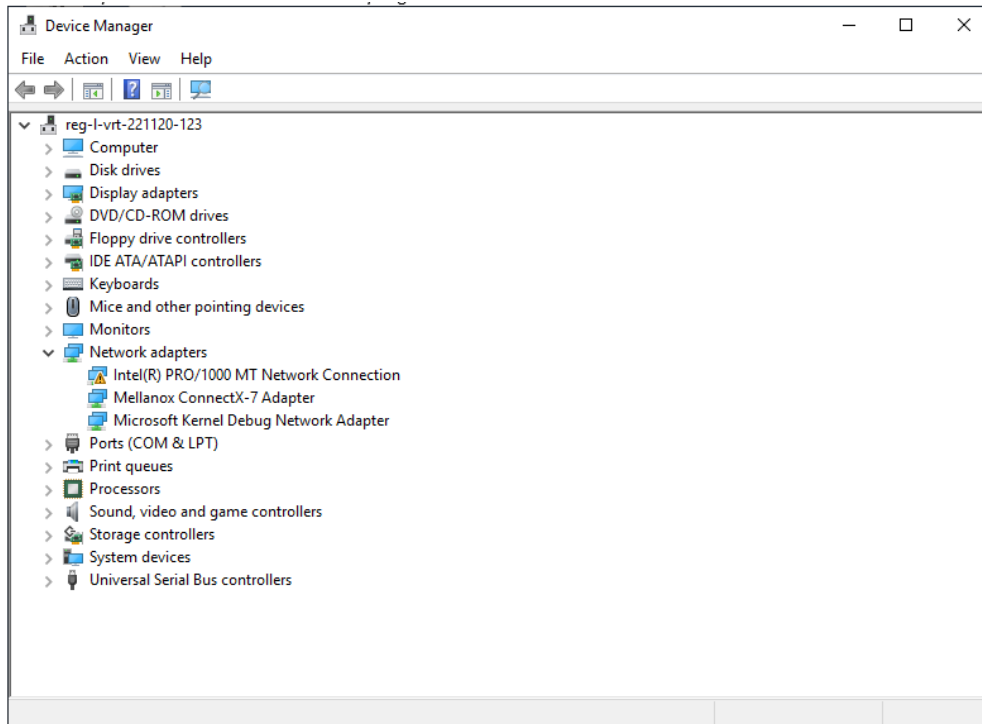 Device Manager
File Action View Help
reg-l-vrt-221120-123
Computer
Disk drives
Display adapters
DVD/CD-ROM drives
Floppy drive controllers
IDE ATA/ATAPI controllers
Keyboards
Mice and other pointing devices
Monitors
Network adapters
Intel(R) PRO/1000 MT Network Connection
Mellanox ConnectX-7 Adapter
Microsoft Kernel Debug Network Adapter
Ports (COM & LPT)
Print queues
Processors
Sound, video and game controllers
Storage controllers
System devices
Universal Serial Bus controllers